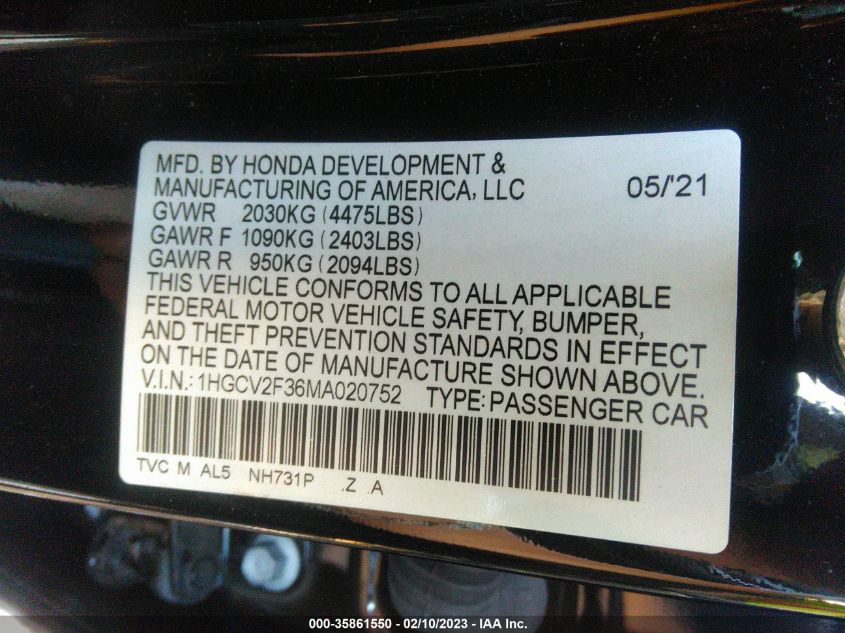 MFD. BY HONDA DEVELOPMENT &
MANUFACTURING OF AMERICA, LLC 05/'21
GVWR 2030KG (4475LBS)
GAWR F 1090KG (2403LBS)
GAWR R 950KG (2094LBS)
THIS VEHICLE CONFORMS TO ALL APPLICABLE
FEDERAL MOTOR VEHICLE SAFETY, BUMPER,
AND THEFT PREVENTION STANDARDS IN EFFECT
ON THE DATE OF MANUFACTURE SHOWN ABOVE.
V.I.N.: 1HGCV2F36MA020752 TYPE: PASSENGER CAR
TVC M AL5 NH731P .Z .A
000-35861550 — 02/10/2023 — IAA Inc.